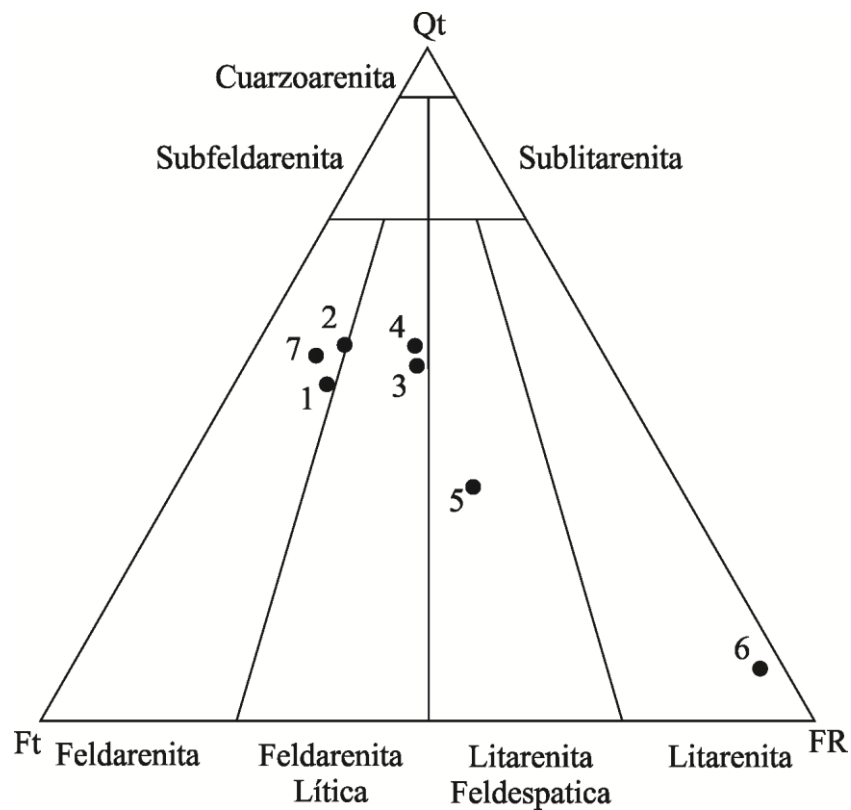 Qt
Cuarzoarenita
Subfeldarenita
Sublitarenita
2
4
7
3
1
5
6
Ft
Feldarenita
Feldarenita
Lítica
Litarenita
Feldespatica
Litarenita
FR